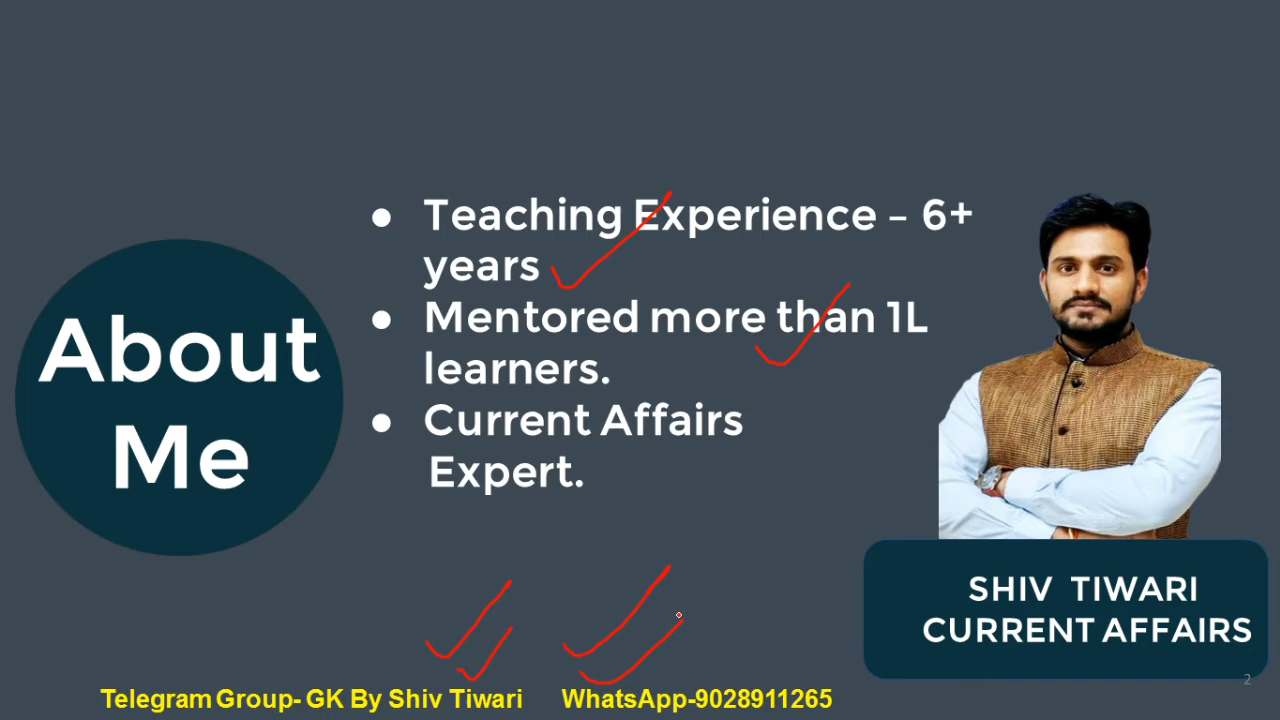 About
Me
● Teaching Experience – 6+
years
● Mentored more than 1L
learners.
● Current Affairs
Expert.
SHIV TIWARI
CURRENT AFFAIRS
2
Telegram Group- GK By Shiv Tiwari WhatsApp-9028911265